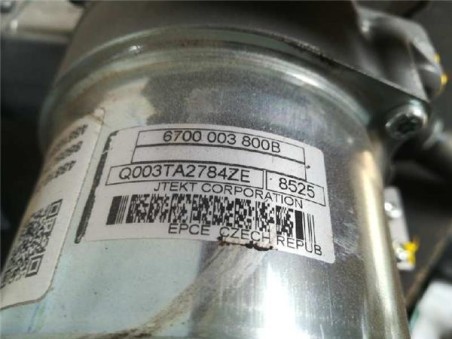 6700 003 800B
Q003TA2784ZE 8525
JTEKT CORPORATION
EPCE CZECH REPUB